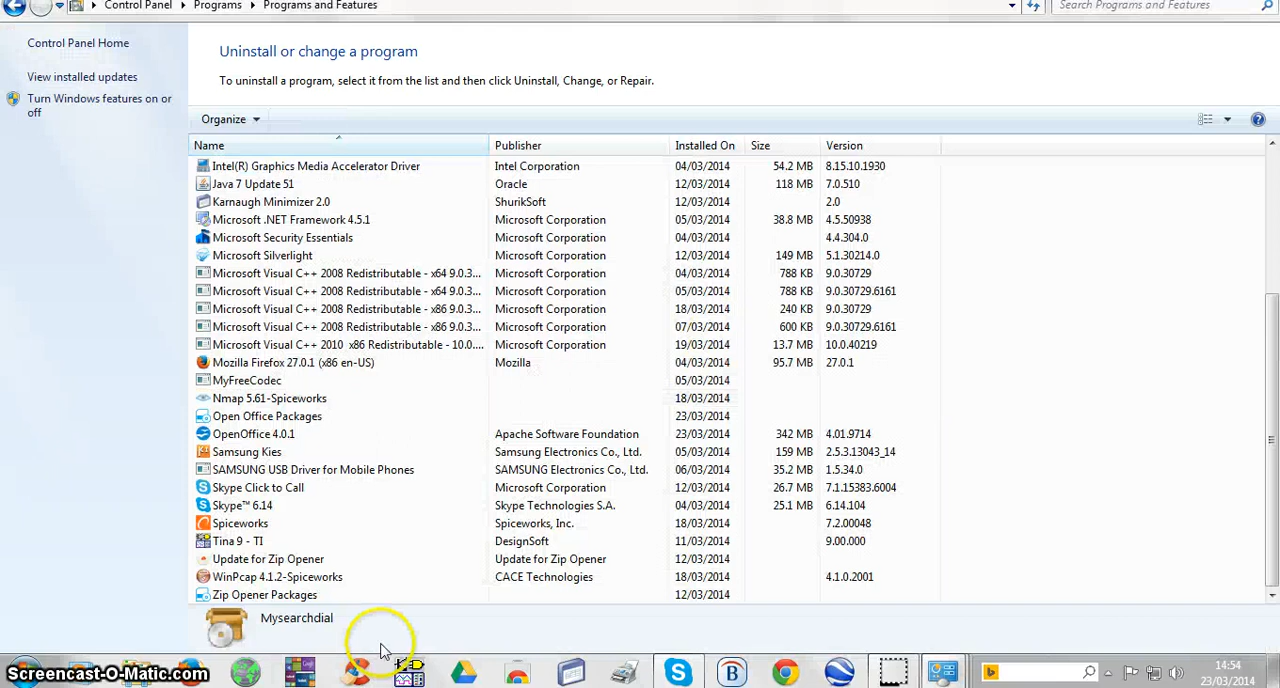 Control Panel Programs Programs and Features Search Programs and Features
Control Panel Home
View installed updates
Turn Windows features on or
off
Uninstall or change a program
To uninstall a program, select it from the list and then click Uninstall, Change, or Repair.
Organize
Name Publisher Installed On Size Version
Intel(R) Graphics Media Accelerator Driver Intel Corporation 04/03/2014 54.2 MB 8.15.10.1930
Java 7 Update 51 Oracle 12/03/2014 118 MB 7.0.510
Karnaugh Minimizer 2.0 ShurikSoft 04/03/2014 2.0
Microsoft .NET Framework 4.5.1 Microsoft Corporation 05/03/2014 38.8 MB 4.5.50938
Microsoft Security Essentials Microsoft Corporation 04/03/2014 4.4.304.0
Microsoft Silverlight Microsoft Corporation 12/03/2014 149 MB 5.1.30214.0
Microsoft Visual C++ 2008 Redistributable - x64 9.0.3... Microsoft Corporation 04/03/2014 788 KB 9.0.30729
Microsoft Visual C++ 2008 Redistributable - x64 9.0.3... Microsoft Corporation 05/03/2014 788 KB 9.0.30729.6161
Microsoft Visual C++ 2008 Redistributable - x86 9.0.3... Microsoft Corporation 18/03/2014 240 KB 9.0.30729
Microsoft Visual C++ 2008 Redistributable - x86 9.0.3... Microsoft Corporation 07/03/2014 600 KB 9.0.30729.6161
Microsoft Visual C++ 2010 x86 Redistributable - 10.0.... Microsoft Corporation 19/03/2014 13.7 MB 10.0.40219
Mozilla Firefox 27.0.1 (x86 en-US) Mozilla 04/03/2014 95.7 MB 27.0.1
MyFreeCodec 05/03/2014
Nmap 5.61-Spiceworks 18/03/2014
Open Office Packages 23/03/2014
OpenOffice 4.0.1 Apache Software Foundation 23/03/2014 342 MB 4.01.9714
Samsung Kies Samsung Electronics Co., Ltd. 05/03/2014 159 MB 2.5.3.13043_14
SAMSUNG USB Driver for Mobile Phones SAMSUNG Electronics Co., Ltd. 06/03/2014 35.2 MB 1.5.34.0
Skype Click to Call Microsoft Corporation 12/03/2014 26.7 MB 7.1.15383.6004
Skype™ 6.14 Skype Technologies S.A. 04/03/2014 25.1 MB 6.14.104
Spiceworks Spiceworks, Inc. 18/03/2014 7.2.00048
Tina 9 - TI DesignSoft 11/03/2014 9.00.000
Update for Zip Opener Update for Zip Opener 12/03/2014
WinPcap 4.1.2-Spiceworks CACE Technologies 18/03/2014 4.1.0.2001
Zip Opener Packages 12/03/2014
Mysearchdial
Screencast-O-Matic.com
14:54
23/03/2014